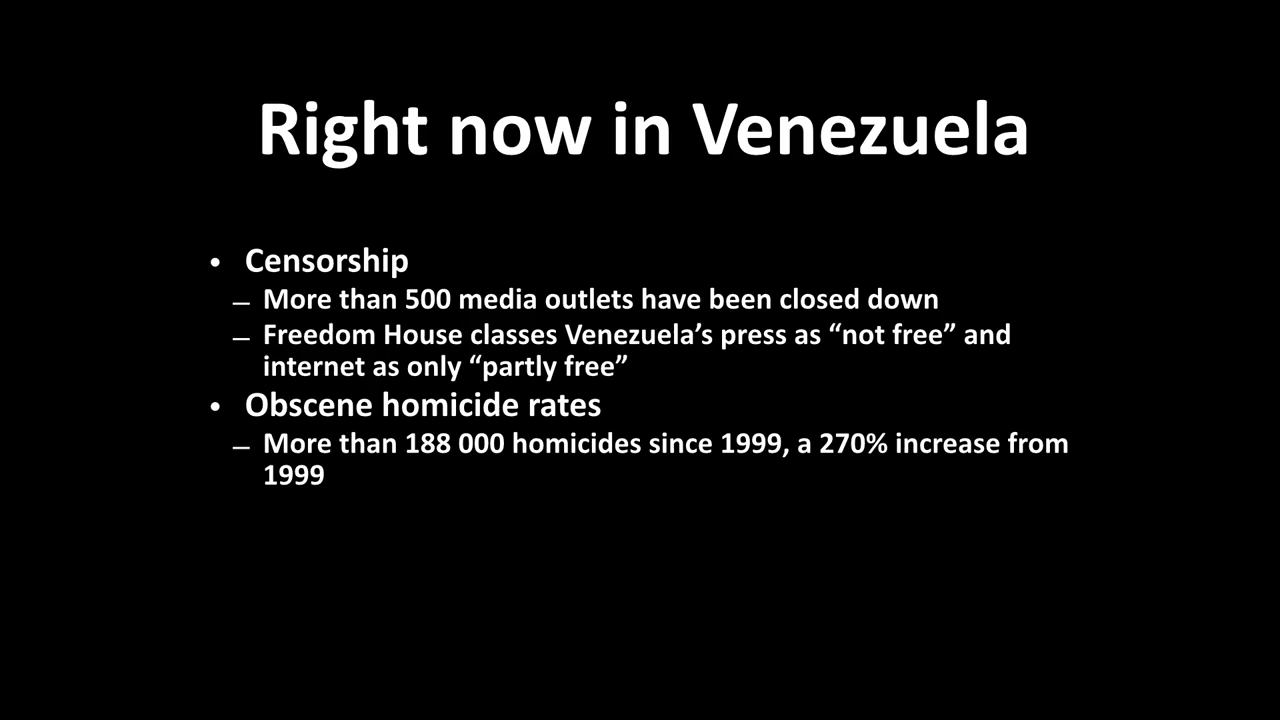 Right now in Venezuela
• Censorship
– More than 500 media outlets have been closed down
– Freedom House classes Venezuela’s press as “not free” and
internet as only “partly free”
• Obscene homicide rates
– More than 188 000 homicides since 1999, a 270% increase from
1999